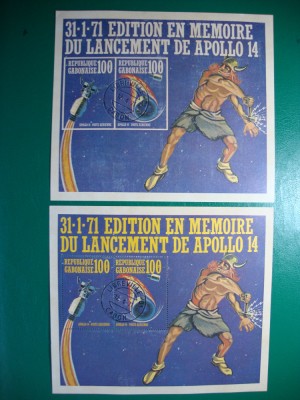 31·1·71 EDITION EN MEMOIRE
DU LANCEMENT DE APOLLO 14
REPUBLIQUE
GABONAISE 100
REPUBLIQUE
GABONAISE 100
31·1·71 EDITION EN MEMOIRE
DU LANCEMENT DE APOLLO 14
REPUBLIQUE
GABONAISE 100
REPUBLIQUE
GABONAISE 100